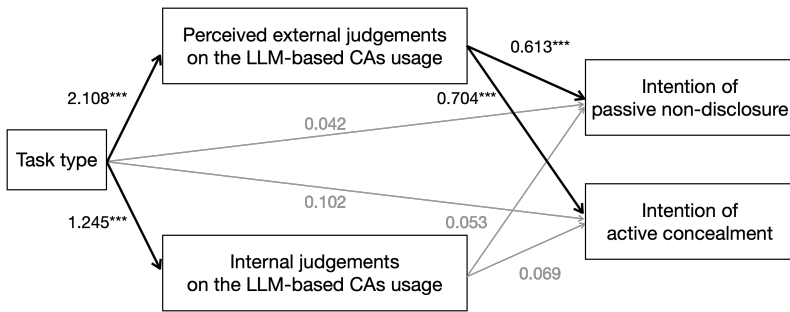 Perceived external judgements
on the LLM-based CAs usage
0.613***
2.108***
0.704***
Intention of
passive non-disclosure
0.042
Task type
0.102
1.245***
0.053
Intention of
active concealment
Internal judgements
on the LLM-based CAs usage
0.069